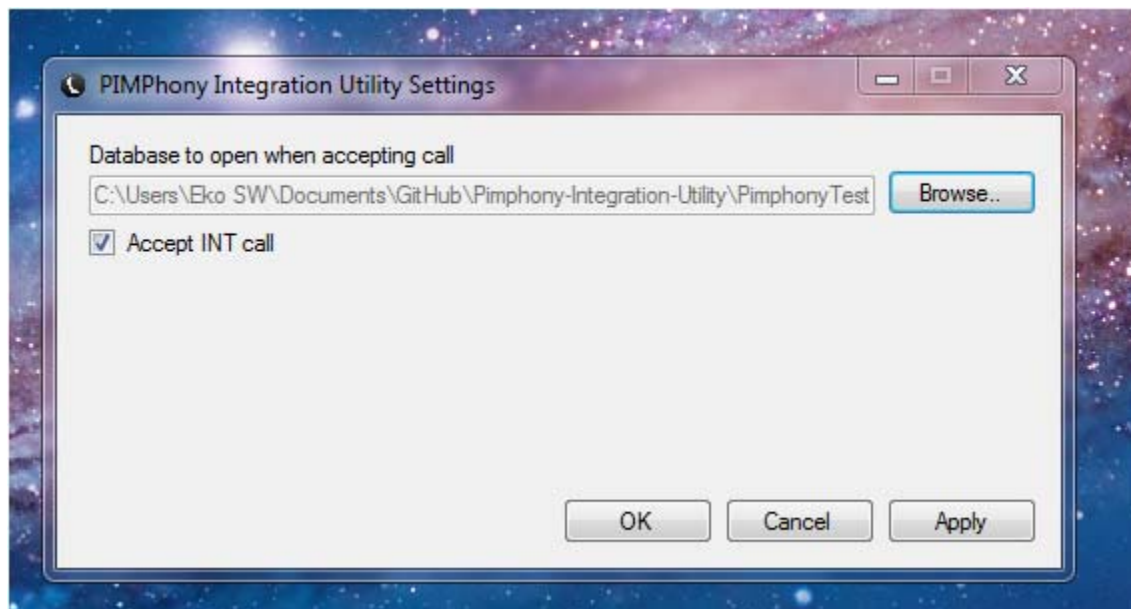 PIMPhony Integration Utility Settings
Database to open when accepting call
C:\Users\Eko SW\Documents\GitHub\Pimphony-Integration-Utility\PimphonyTest
Browse..
Accept INT call
OK
Cancel
Apply